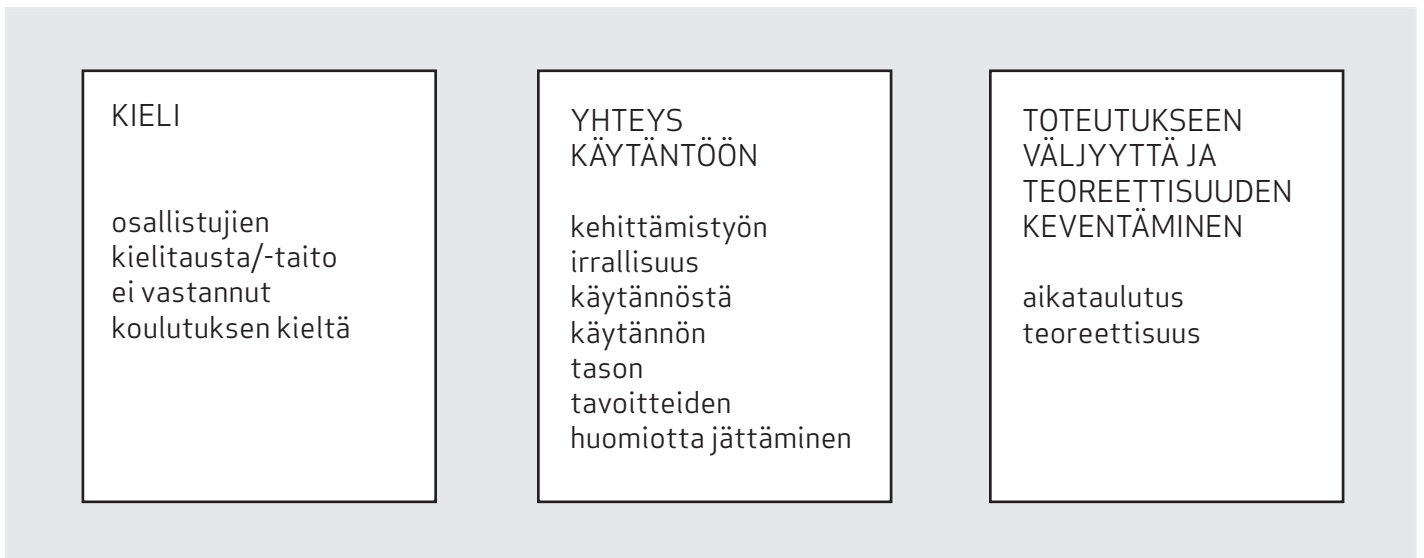 KIELI
osallistujien
kielitausta/-taito
ei vastannut
koulutuksen kieltä
YHTEYS
KÄYTÄNTÖÖN
kehittämistyön
irrallisuus
käytännöstä
käytännön
tason
tavoitteiden
huomiotta jättäminen
TOTEUTUKSEEN
VÄLJYYTTÄ JA
TEOREETTISUUDEN
KEVENTÄMINEN
aikataulutus
teoreettisuus